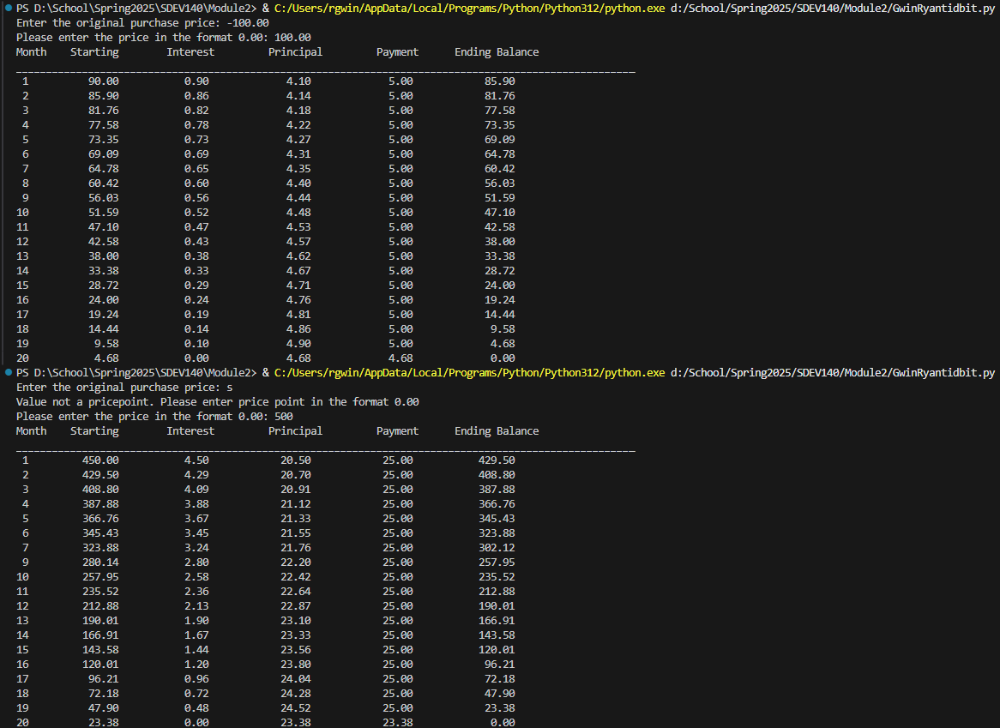 PS D:\School\Spring2025\SDEV140\Module2> & C:/Users/rgwin/AppData/Local/Programs/Python/Python312/python.exe d:/School/Spring2025/SDEV140/Module2/GwinRyantidbit.py
Enter the original purchase price: -100.00
Please enter the price in the format 0.00: 100.00
Month Starting Interest Principal Payment Ending Balance
1 90.00 0.90 4.10 5.00 85.90
2 85.90 0.86 4.14 5.00 81.76
3 81.76 0.82 4.18 5.00 77.58
4 77.58 0.78 4.22 5.00 73.35
5 73.35 0.73 4.27 5.00 69.09
6 69.09 0.69 4.31 5.00 64.78
7 64.78 0.65 4.35 5.00 60.42
8 60.42 0.60 4.40 5.00 56.03
9 56.03 0.56 4.44 5.00 51.59
10 51.59 0.52 4.48 5.00 47.10
11 47.10 0.47 4.53 5.00 42.58
12 42.58 0.43 4.57 5.00 38.00
13 38.00 0.38 4.62 5.00 33.38
14 33.38 0.33 4.67 5.00 28.72
15 28.72 0.29 4.71 5.00 24.00
16 24.00 0.24 4.76 5.00 19.24
17 19.24 0.19 4.81 5.00 14.44
18 14.44 0.14 4.86 5.00 9.58
19 9.58 0.10 4.90 5.00 4.68
20 4.68 0.00 4.68 4.68 0.00
PS D:\School\Spring2025\SDEV140\Module2> & C:/Users/rgwin/AppData/Local/Programs/Python/Python312/python.exe d:/School/Spring2025/SDEV140/Module2/GwinRyantidbit.py
Enter the original purchase price: s
Value not a pricepoint. Please enter price point in the format 0.00
Please enter the price in the format 0.00: 500
Month Starting Interest Principal Payment Ending Balance
1 450.00 4.50 20.50 25.00 429.50
2 429.50 4.29 20.70 25.00 408.80
3 408.80 4.09 20.91 25.00 387.88
4 387.88 3.88 21.12 25.00 366.76
5 366.76 3.67 21.33 25.00 345.43
6 345.43 3.45 21.55 25.00 323.88
7 323.88 3.24 21.76 25.00 302.12
9 280.14 2.80 22.20 25.00 257.95
10 257.95 2.58 22.42 25.00 235.52
11 235.52 2.36 22.64 25.00 212.88
12 212.88 2.13 22.87 25.00 190.01
13 190.01 1.90 23.10 25.00 166.91
14 166.91 1.67 23.33 25.00 143.58
15 143.58 1.44 23.56 25.00 120.01
16 120.01 1.20 23.80 25.00 96.21
17 96.21 0.96 24.04 25.00 72.18
18 72.18 0.72 24.28 25.00 47.90
19 47.90 0.48 24.52 25.00 23.38
20 23.38 0.00 23.38 23.38 0.00